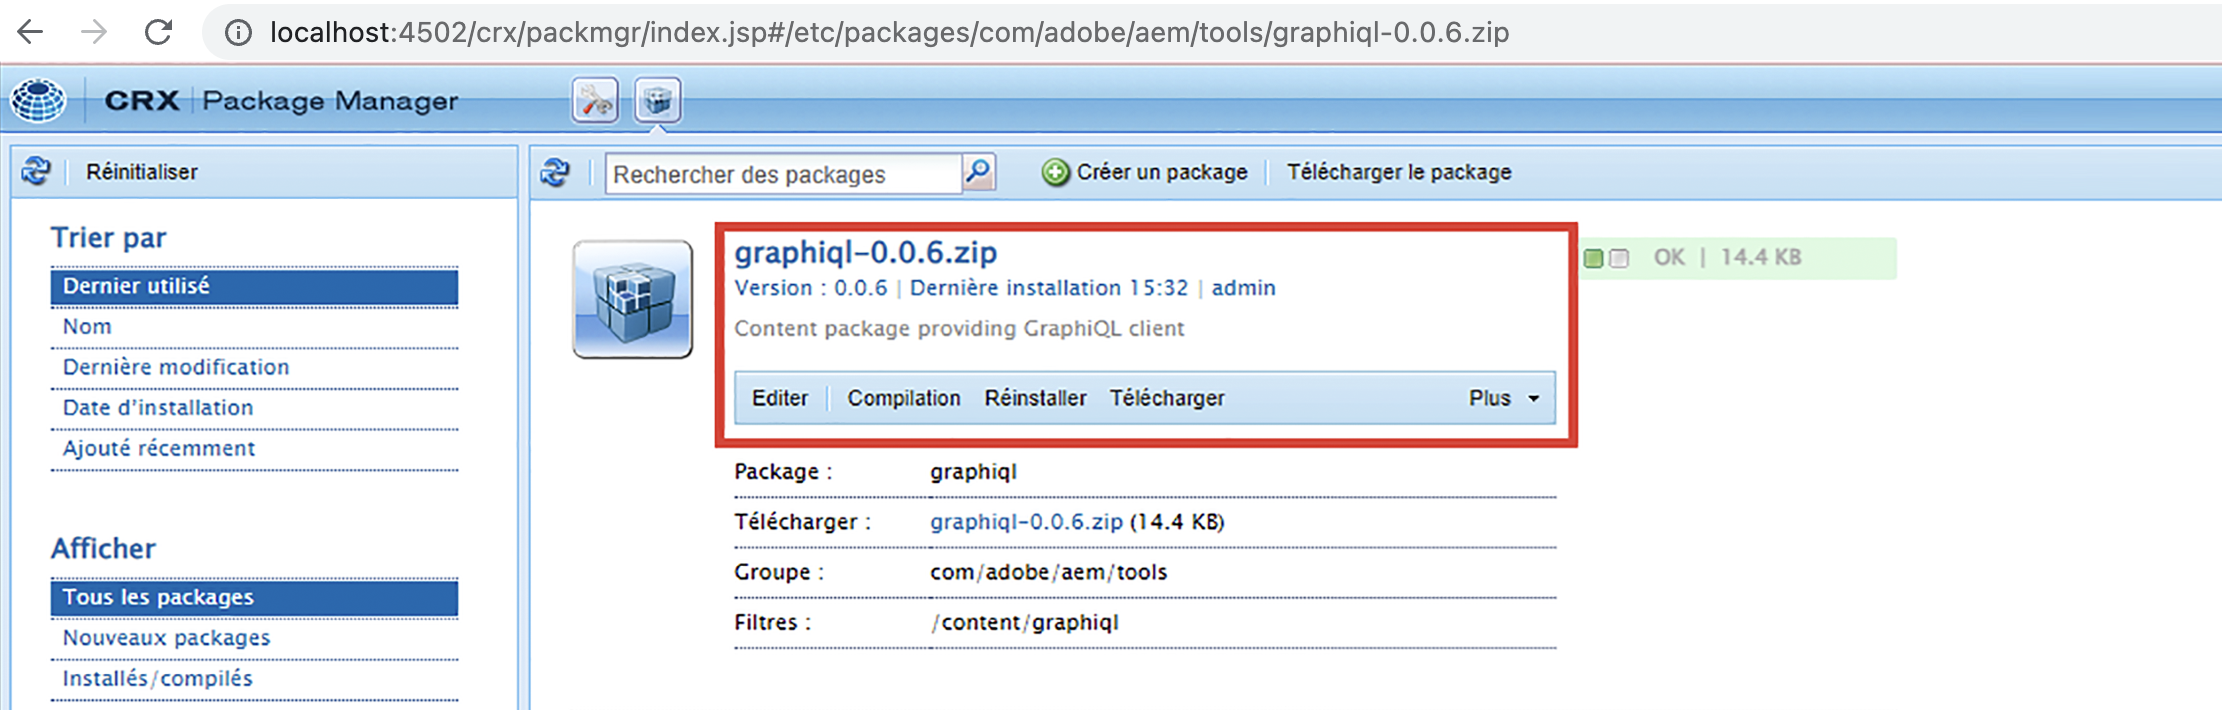 localhost:4502/crx/packmgr/index.jsp#/etc/packages/com/adobe/aem/tools/graphiql-0.0.6.zip
CRX | Package Manager
Réinitialiser
Rechercher des packages
Créer un package
Télécharger le package
Trier par
Dernier utilisé
Nom
Dernière modification
Date d'installation
Ajouté récemment
Afficher
Tous les packages
Nouveaux packages
Installés/compilés
graphiql-0.0.6.zip
OK | 14.4 KB
Version : 0.0.6 | Dernière installation 15:32 | admin
Content package providing GraphiQL client
Editer | Compilation Réinstaller Télécharger Plus
Package : graphiql
Télécharger : graphiql-0.0.6.zip (14.4 KB)
Groupe : com/adobe/aem/tools
Filtres : /content/graphiql